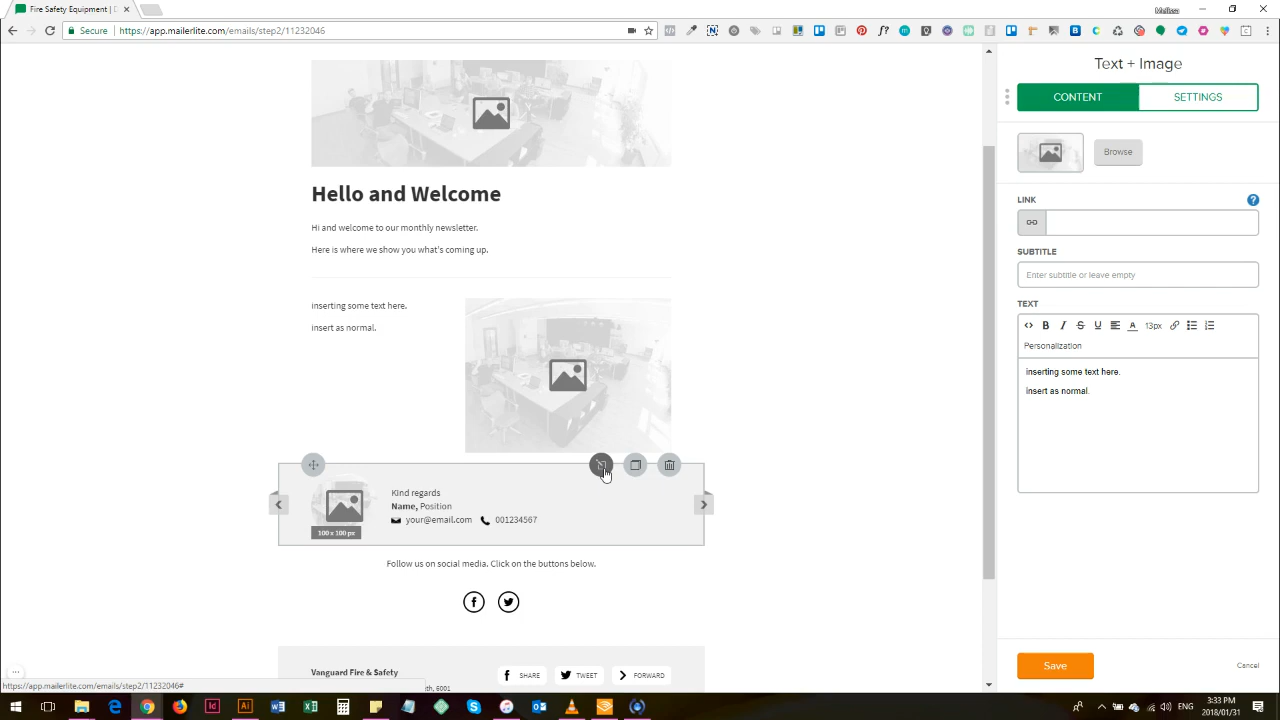 Fire Safety Equipment | D
Melissa
Secure
https://app.mailerlite.com/emails/step2/11232046
Text + Image
CONTENT
SETTINGS
Browse
Hello and Welcome
LINK
Hi and welcome to our monthly newsletter.
Here is where we show you what's coming up.
SUBTITLE
Enter subtitle or leave empty
inserting some text here.
TEXT
insert as normal.
13px
Personalization
inserting some text here.
insert as normal.
Kind regards
Name, Position
your@email.com 001234567
100 x 100 px
Follow us on social media. Click on the buttons below.
Vanguard Fire & Safety
SHARE
TWEET
FORWARD
Save
Cancel
https://app.mailerlite.com/emails/step2/11232046#
th, 6001
ENG
3:33 PM
2018/01/31